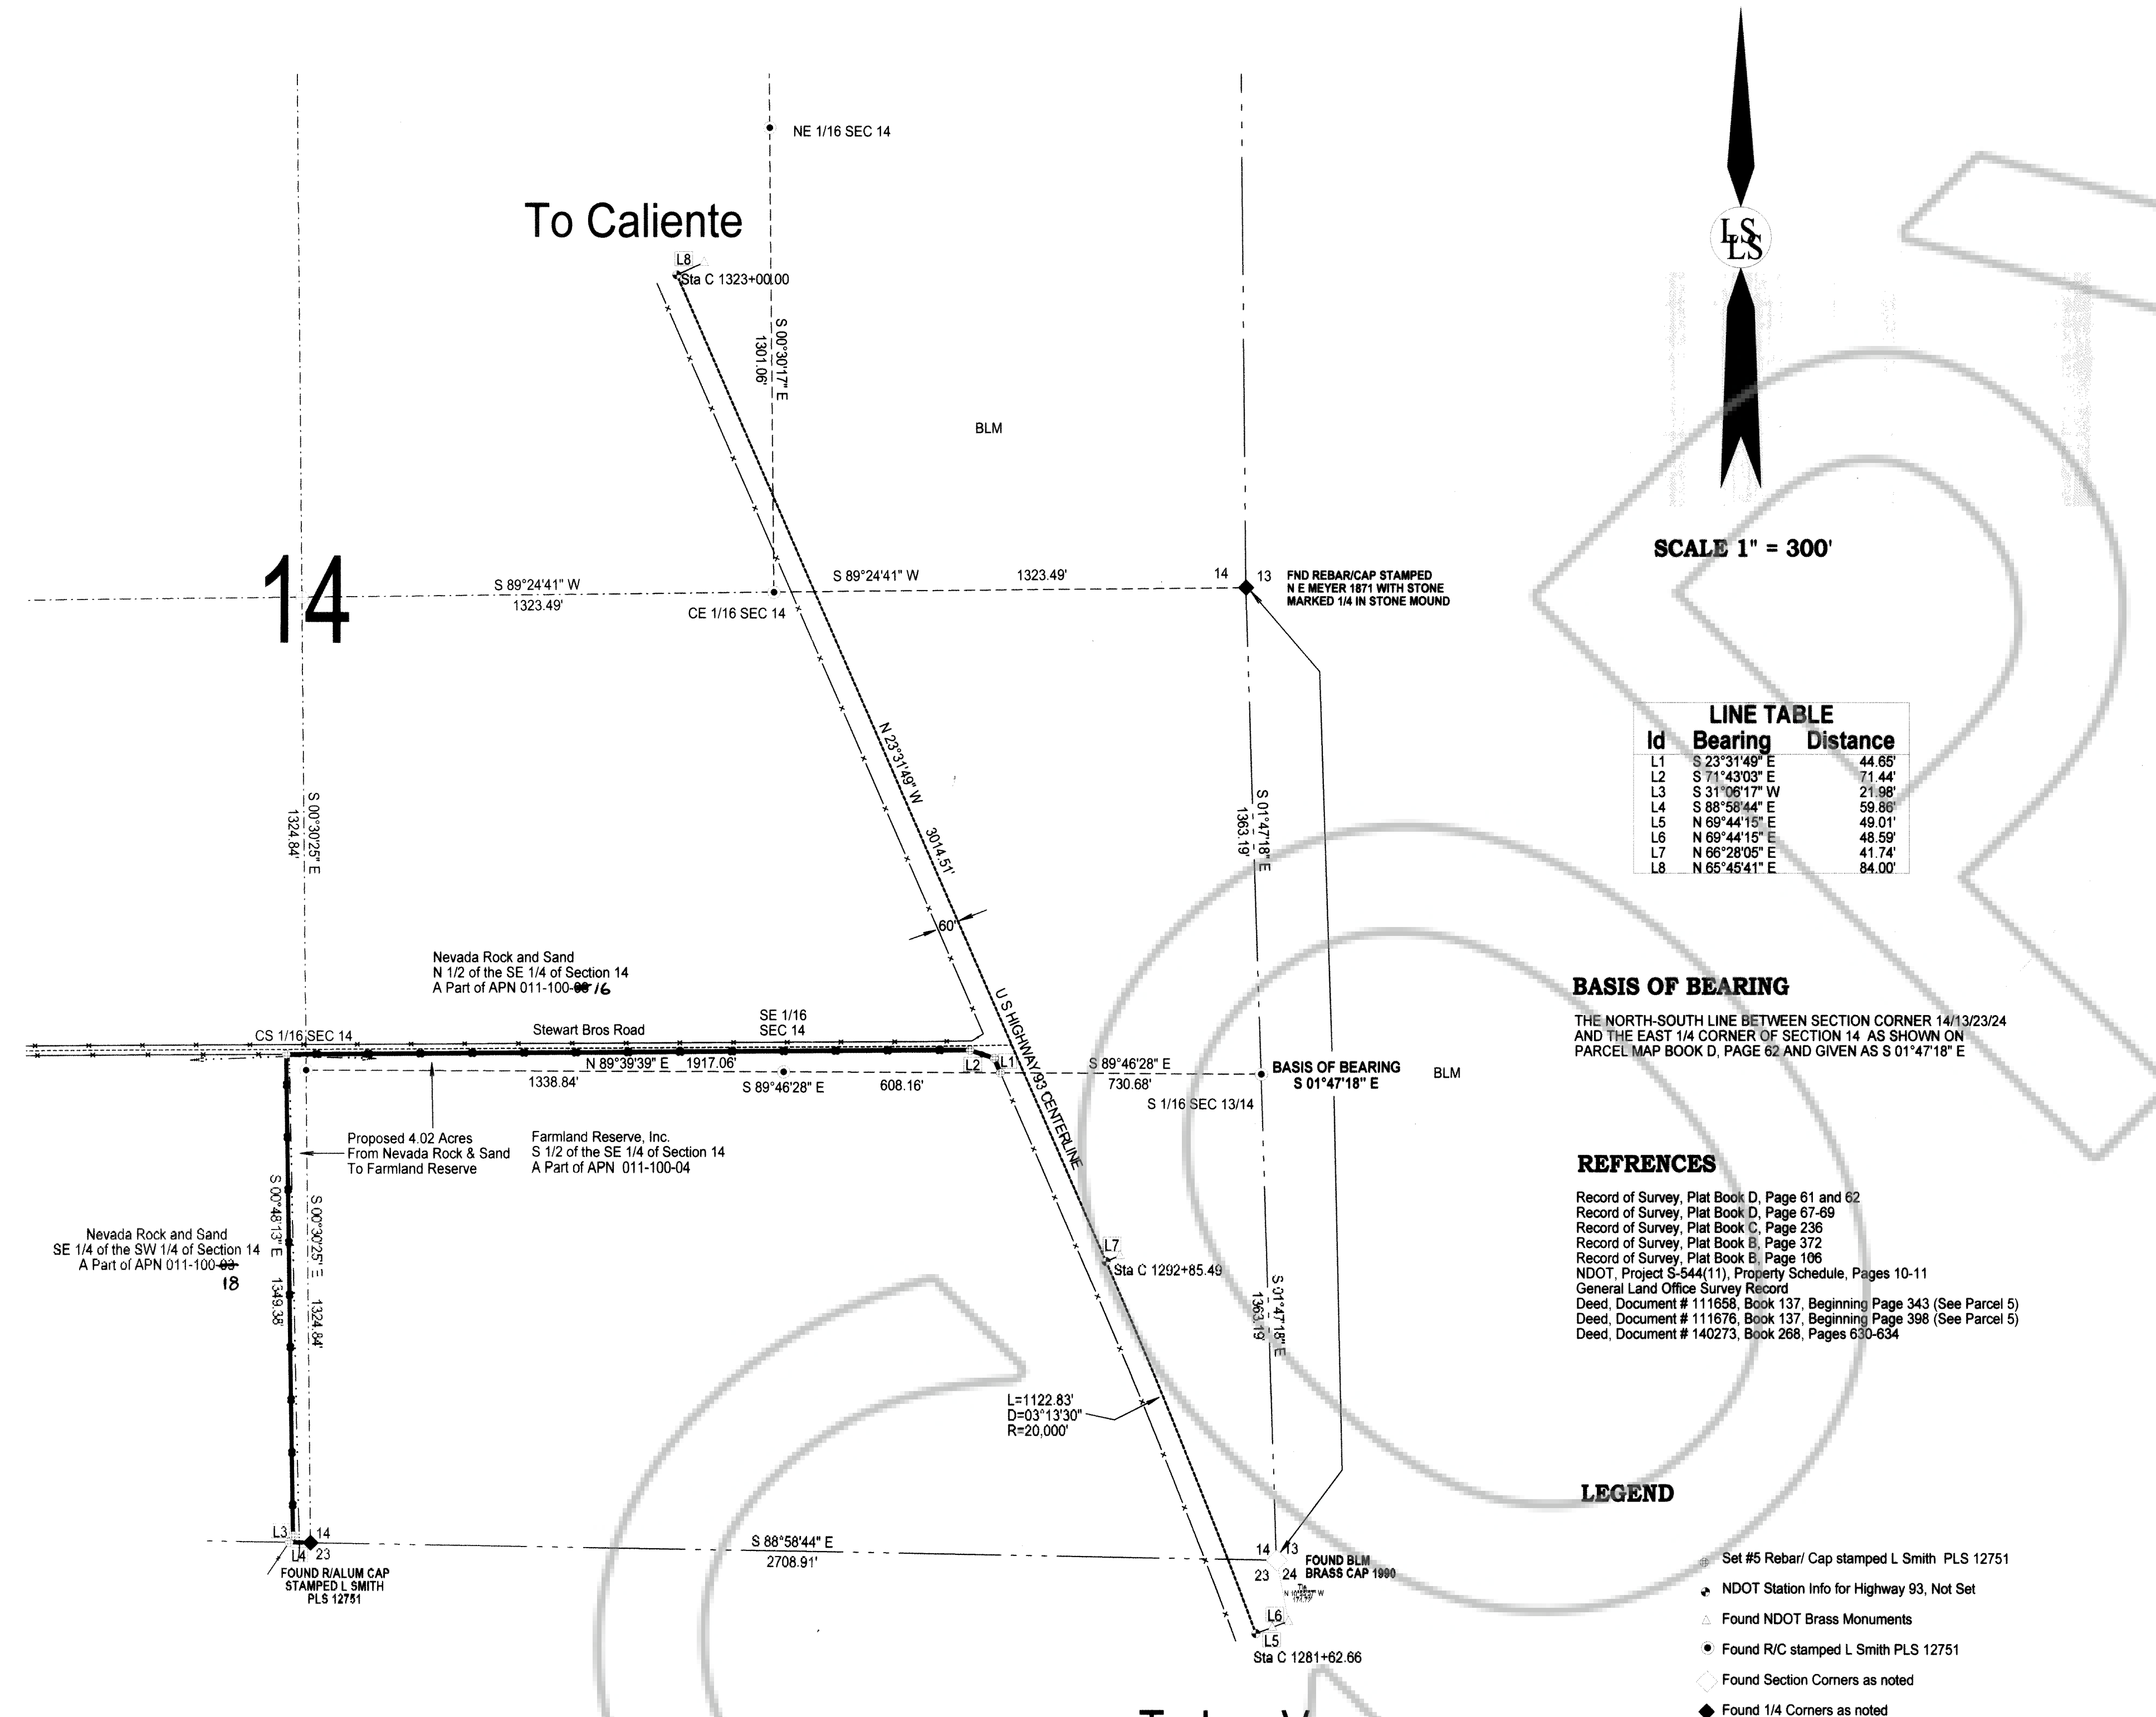 NE 1/16 SEC 14
To Caliente
L8
Sta C 1323+00.00
S 00°30'17" E
1301.06'
BLM
LS
LS
SCALE 1" = 300'
14
S 89°24'41" W
1323.49'
CE 1/16 SEC 14
S 89°24'41" W
1323.49'
14
13
FND REBAR/CAP STAMPED
N E MEYER 1871 WITH STONE
MARKED 1/4 IN STONE MOUND
LINE TABLE
Id Bearing Distance
L1 S 23°31'49" E 44.65'
L2 S 71°43'03" E 71.44'
L3 S 31°06'17" W 21.98'
L4 S 88°58'44" E 59.86'
L5 N 69°44'15" E 49.01'
L6 N 69°44'15" E 48.59'
L7 N 66°28'05" E 41.74'
L8 N 65°45'41" E 84.00'
S 00°30'25" E
1324.84'
N 23°31'49" W
3014.51'
S 01°47'18" E
1363.19'
60'
Nevada Rock and Sand
N 1/2 of the SE 1/4 of Section 14
A Part of APN 011-100-16
BASIS OF BEARING
THE NORTH-SOUTH LINE BETWEEN SECTION CORNER 14/13/23/24
AND THE EAST 1/4 CORNER OF SECTION 14 AS SHOWN ON
PARCEL MAP BOOK D, PAGE 62 AND GIVEN AS S 01°47'18" E
CS 1/16 SEC 14
Stewart Bros Road
SE 1/16
SEC 14
U S HIGHWAY 93 CENTERLINE
N 89°39'39" E 1917.06'
L2
L1
1338.84'
S 89°46'28" E
608.16'
S 89°46'28" E
730.68'
BASIS OF BEARING
S 01°47'18" E
BLM
S 1/16 SEC 13/14
Proposed 4.02 Acres
From Nevada Rock & Sand
To Farmland Reserve
Farmland Reserve, Inc.
S 1/2 of the SE 1/4 of Section 14
A Part of APN 011-100-04
REFRENCES
Record of Survey, Plat Book D, Page 61 and 62
Record of Survey, Plat Book D, Page 67-69
Record of Survey, Plat Book C, Page 236
Record of Survey, Plat Book B, Page 372
Record of Survey, Plat Book B, Page 106
NDOT, Project S-544(11), Property Schedule, Pages 10-11
General Land Office Survey Record
Deed, Document # 111658, Book 137, Beginning Page 343 (See Parcel 5)
Deed, Document # 111676, Book 137, Beginning Page 398 (See Parcel 5)
Deed, Document # 140273, Book 268, Pages 630-634
Nevada Rock and Sand
SE 1/4 of the SW 1/4 of Section 14
A Part of APN 011-100-03
18
S 00°48'13" E 1349.38'
S 00°30'25" E 1324.84'
L7
Sta C 1292+85.49
S 01°47'18" E
1363.19'
L=1122.83'
D=03°13'30"
R=20,000'
LEGEND
L3
14
L4
23
FOUND R/ALUM CAP
STAMPED L SMITH
PLS 12751
S 88°58'44" E
2708.91'
14
13
23
24
FOUND BLM
BRASS CAP 1990
Tie
L6
L5
Sta C 1281+62.66
Set #5 Rebar/ Cap stamped L Smith PLS 12751
NDOT Station Info for Highway 93, Not Set
Found NDOT Brass Monuments
Found R/C stamped L Smith PLS 12751
Found Section Corners as noted
Found 1/4 Corners as noted